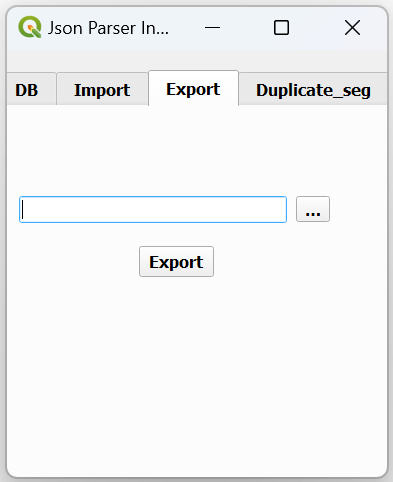 Json Parser In...
DB Import Export Duplicate_seg
...
Export